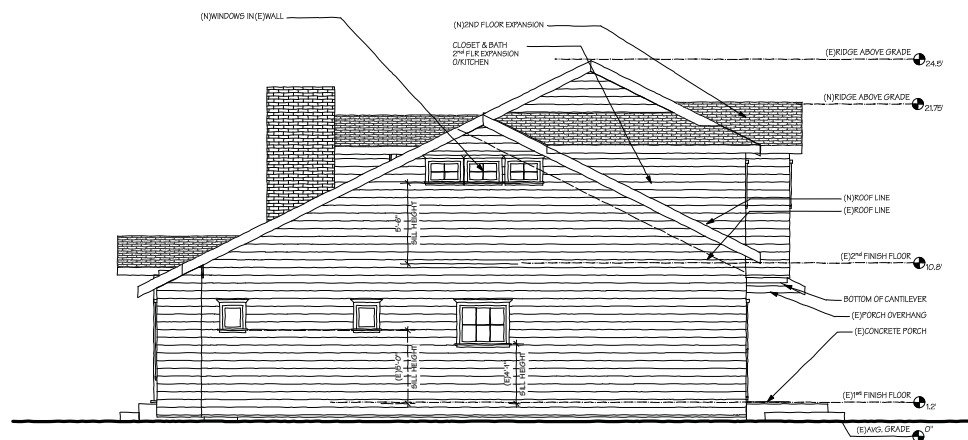 (N)WINDOWS IN(E)WALL
(N)2ND FLOOR EXPANSION
CLOSET & BATH
2ND FLR EXPANSION
O/KITCHEN
(E)RIDGE ABOVE GRADE
24.5'
(N)RIDGE ABOVE GRADE
21.75'
(N)ROOF LINE
(E)ROOF LINE
5'-6"
SILL HEIGHT
(E)2nd FINISH FLOOR
10.8'
BOTTOM OF CANTILEVER
(E)PORCH OVERHANG
(E)CONCRETE PORCH
(E)5'-0"
SILL HEIGHT
(E)4'-1"
SILL HEIGHT
(E)1st FINISH FLOOR
1.2'
(E)AVG. GRADE
0"